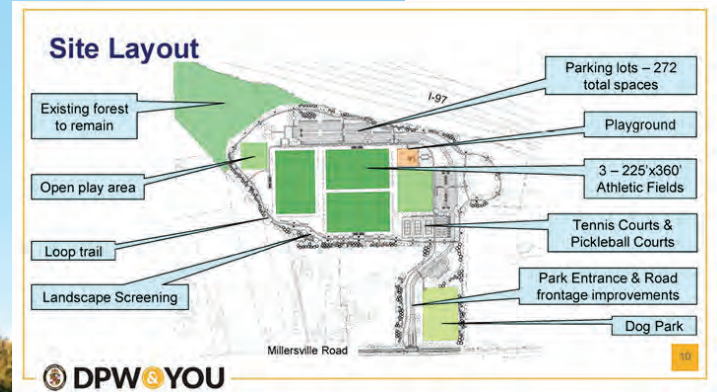 Site Layout
Existing forest
to remain
Open play area
Loop trail
Landscape Screening
I-97
Parking lots – 272
total spaces
Playground
3 – 225'x360'
Athletic Fields
Tennis Courts &
Pickleball Courts
Park Entrance & Road
frontage improvements
Dog Park
Millersville Road
DPW&YOU
10